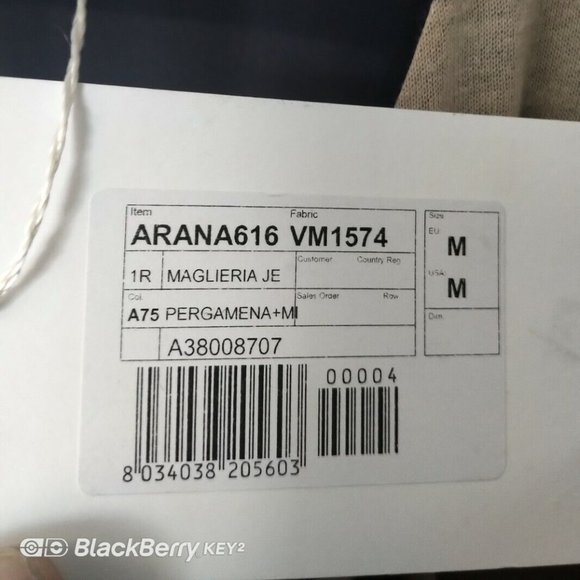 Item Fabric
ARANA616 VM1574
1R MAGLIERIA JE
Customer Country Reg
Col. Sales Order Row
A75 PERGAMENA+MI
A38008707
Size
EU: M
USA: M
Dim.
00004
8 034038 205603
BlackBerry KEY²